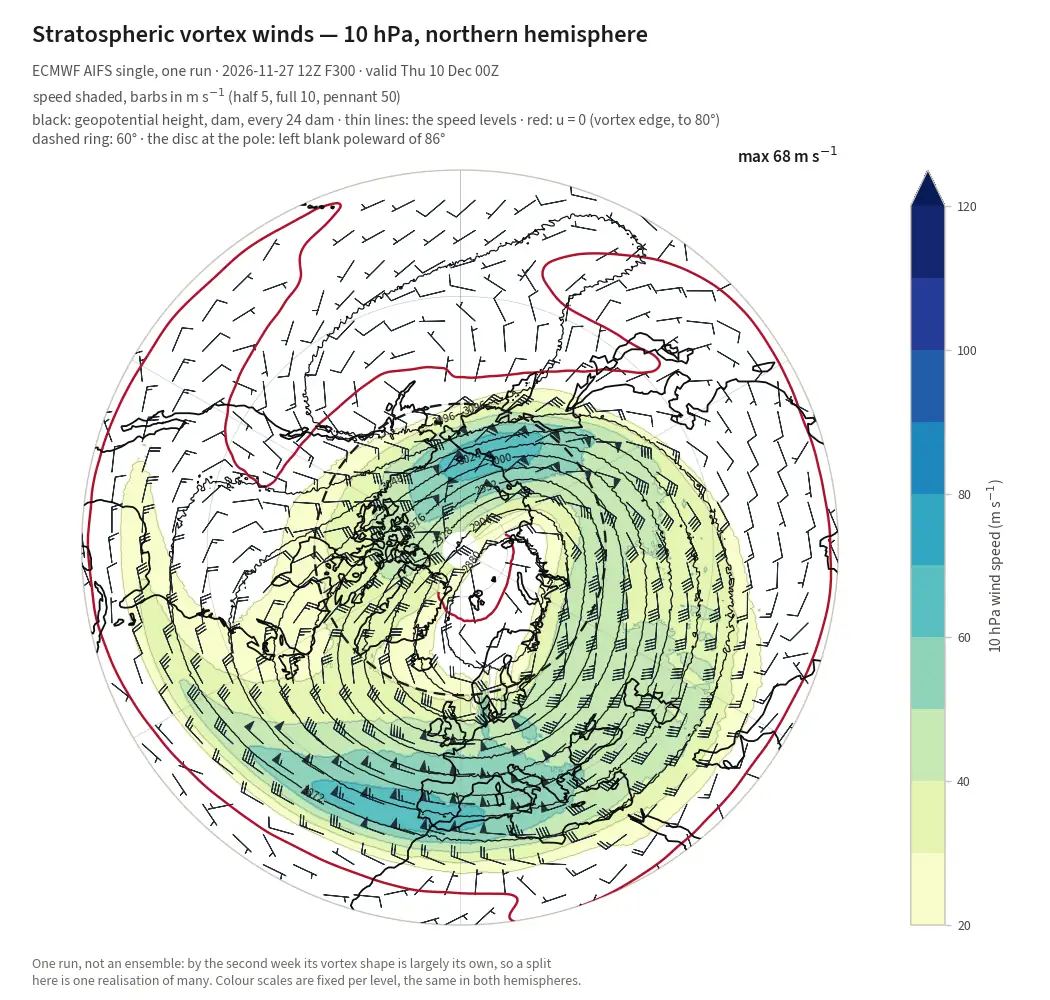 Stratospheric vortex winds — 10 hPa, northern hemisphere
ECMWF AIFS single, one run · 2026-11-27 12Z F300 · valid Thu 10 Dec 00Z
speed shaded, barbs in m s⁻¹ (half 5, full 10, pennant 50)
black: geopotential height, dam, every 24 dam · thin lines: the speed levels · red: u = 0 (vortex edge, to 80°)
dashed ring: 60° · the disc at the pole: left blank poleward of 86°
max 68 m s⁻¹
120
100
80
60
40
20
10 hPa wind speed (m s⁻¹)
One run, not an ensemble: by the second week its vortex shape is largely its own, so a split
here is one realisation of many. Colour scales are fixed per level, the same in both hemispheres.